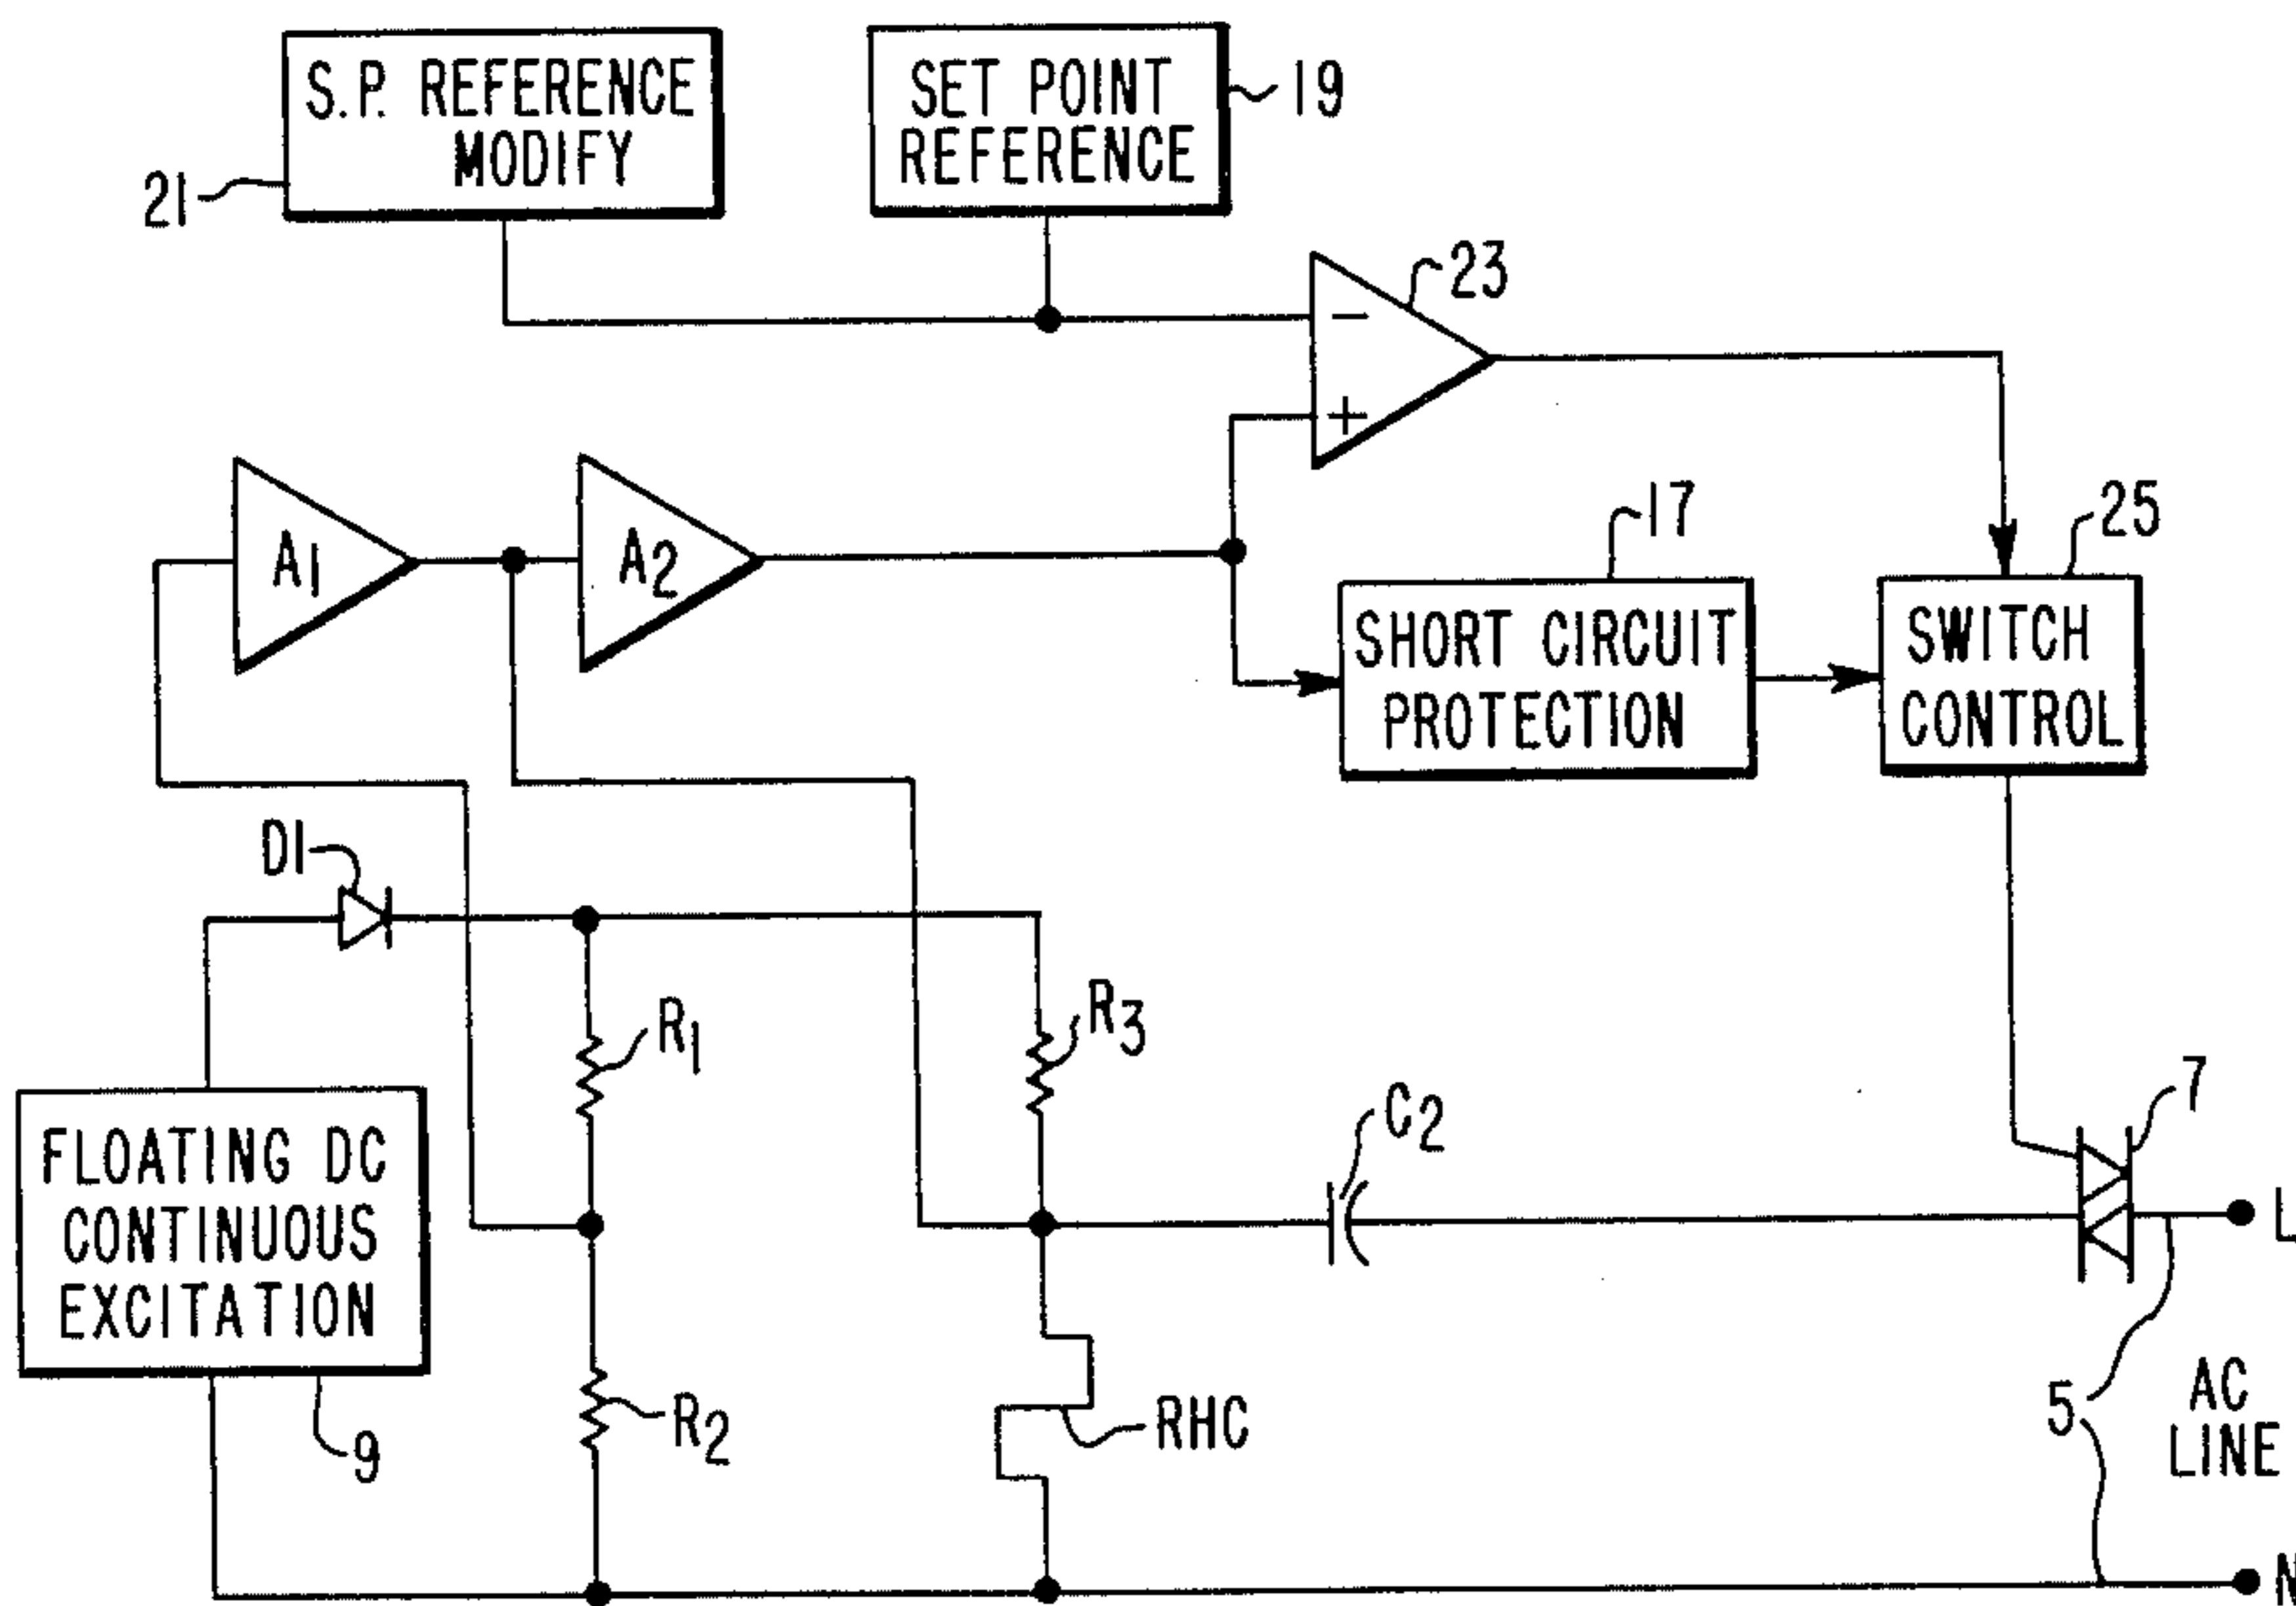 S.P. REFERENCE
MODIFY
21
SET POINT
REFERENCE
19
23
-
+
A1
A2
17
25
SHORT CIRCUIT
PROTECTION
SWITCH
CONTROL
D1
R1
R3
C2
7
FLOATING DC
CONTINUOUS
EXCITATION
9
R2
RHC
L
5
AC
LINE
N